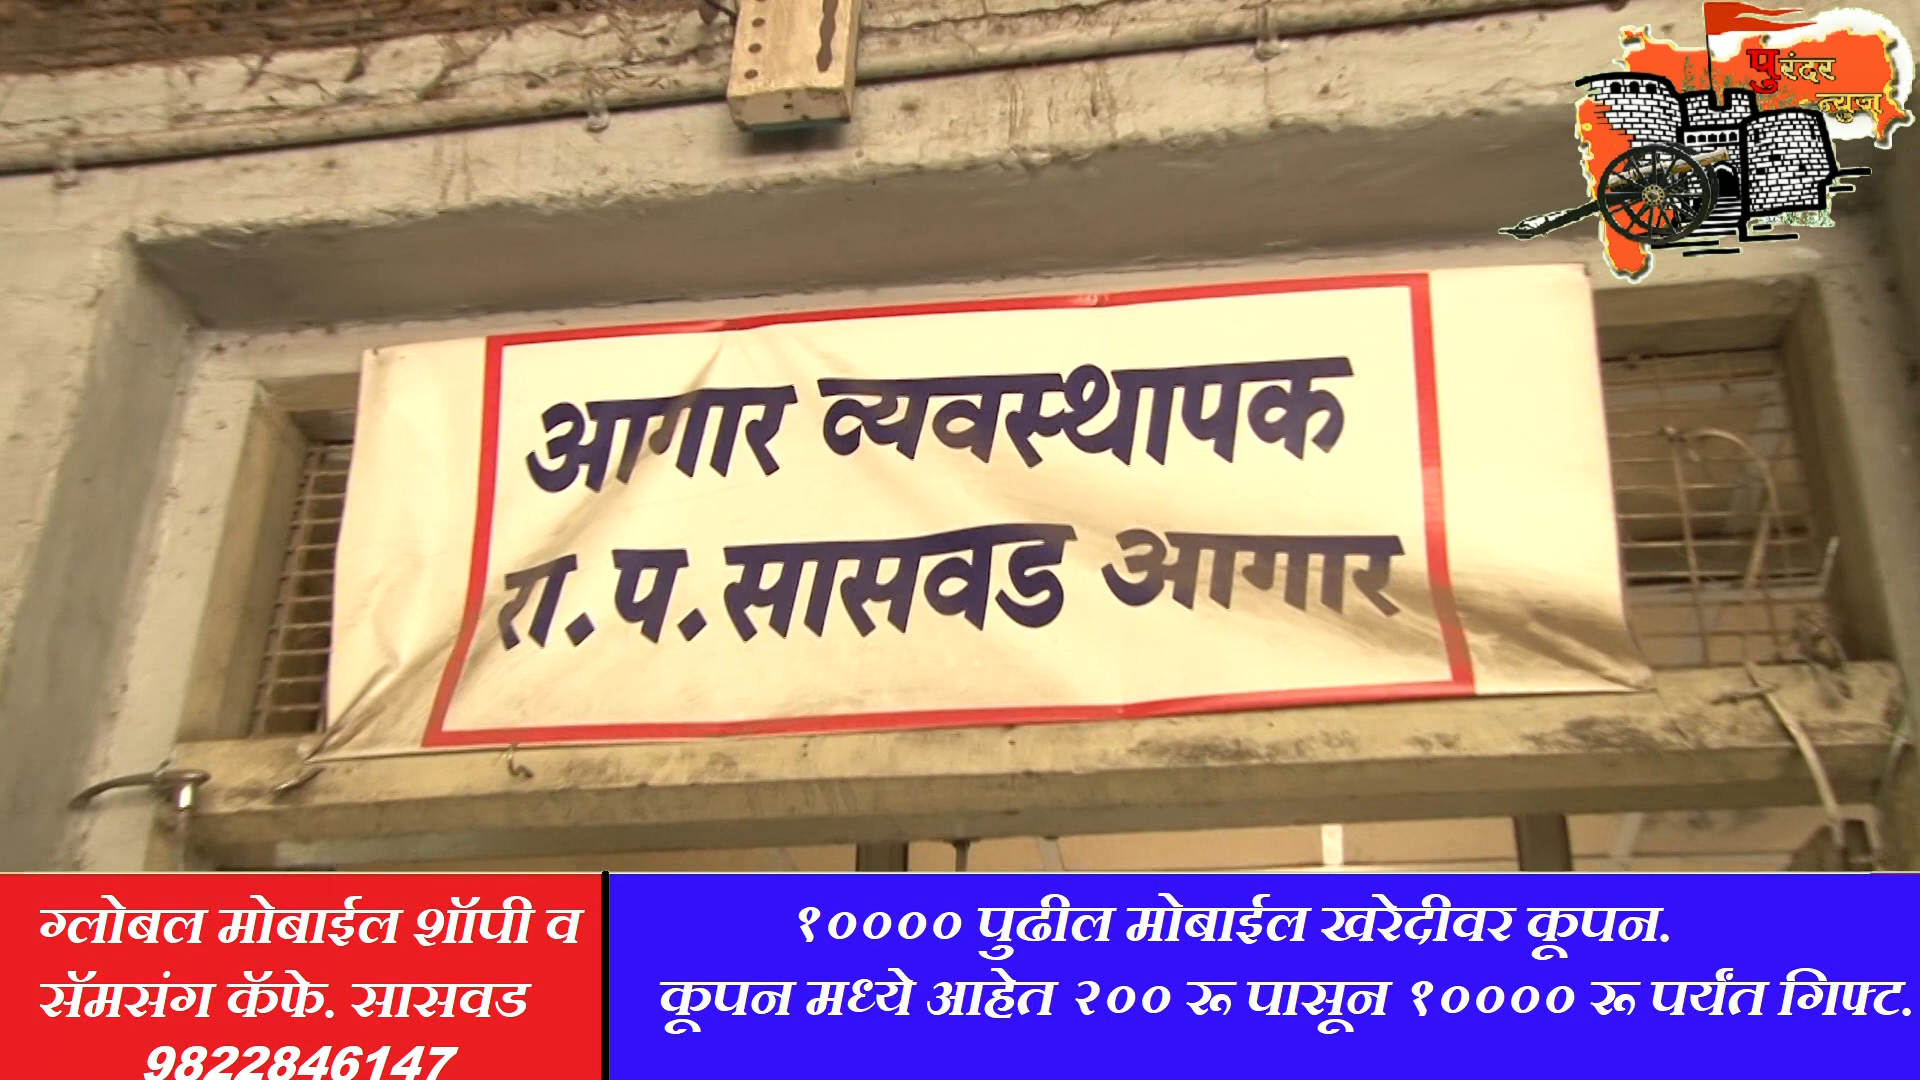 पुरंदर
न्युज
आगार व्यवस्थापक
रा.प.सासवड आगार
ग्लोबल मोबाईल शॉपी व
सॅमसंग कॅफे. सासवड
9822846147
१०००० पुढील मोबाईल खरेदीवर कूपन.
कूपन मध्ये आहेत २०० रू पासून १०००० रू पर्यंत गिफ्ट.